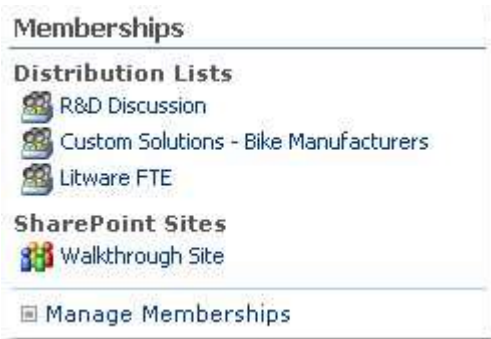 Memberships
Distribution Lists
R&D Discussion
Custom Solutions - Bike Manufacturers
Litware FTE
SharePoint Sites
Walkthrough Site
Manage Memberships